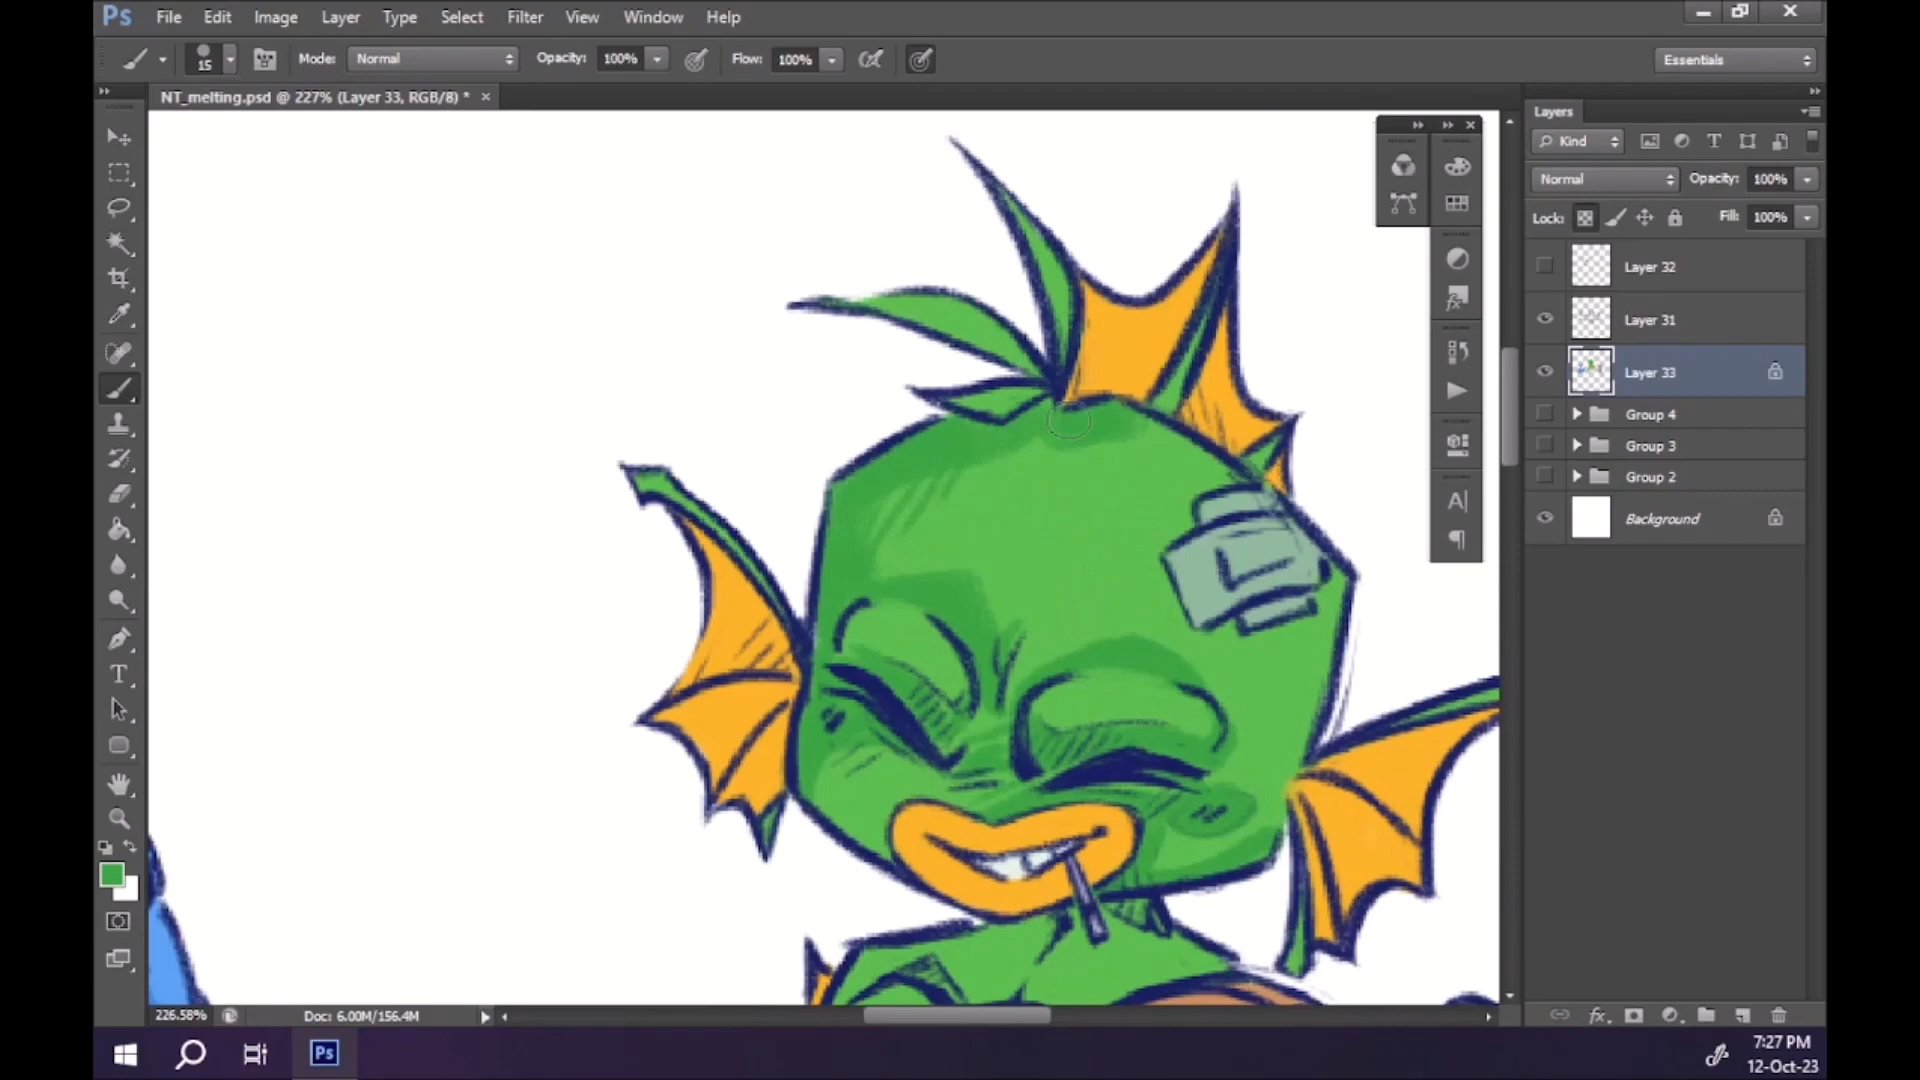 Ps File Edit Image Layer Type Select Filter View Window Help
15 Mode: Normal Opacity: 100% Flow: 100% Essentials
NT_melting.psd @ 227% (Layer 33, RGB/8) * ×
Layers
Kind
Normal Opacity: 100%
Lock: Fill: 100%
Layer 32
Layer 31
Layer 33
Group 4
Group 3
Group 2
Background
226.58% Doc: 6.00M/156.4M
Ps
7:27 PM
12-Oct-23